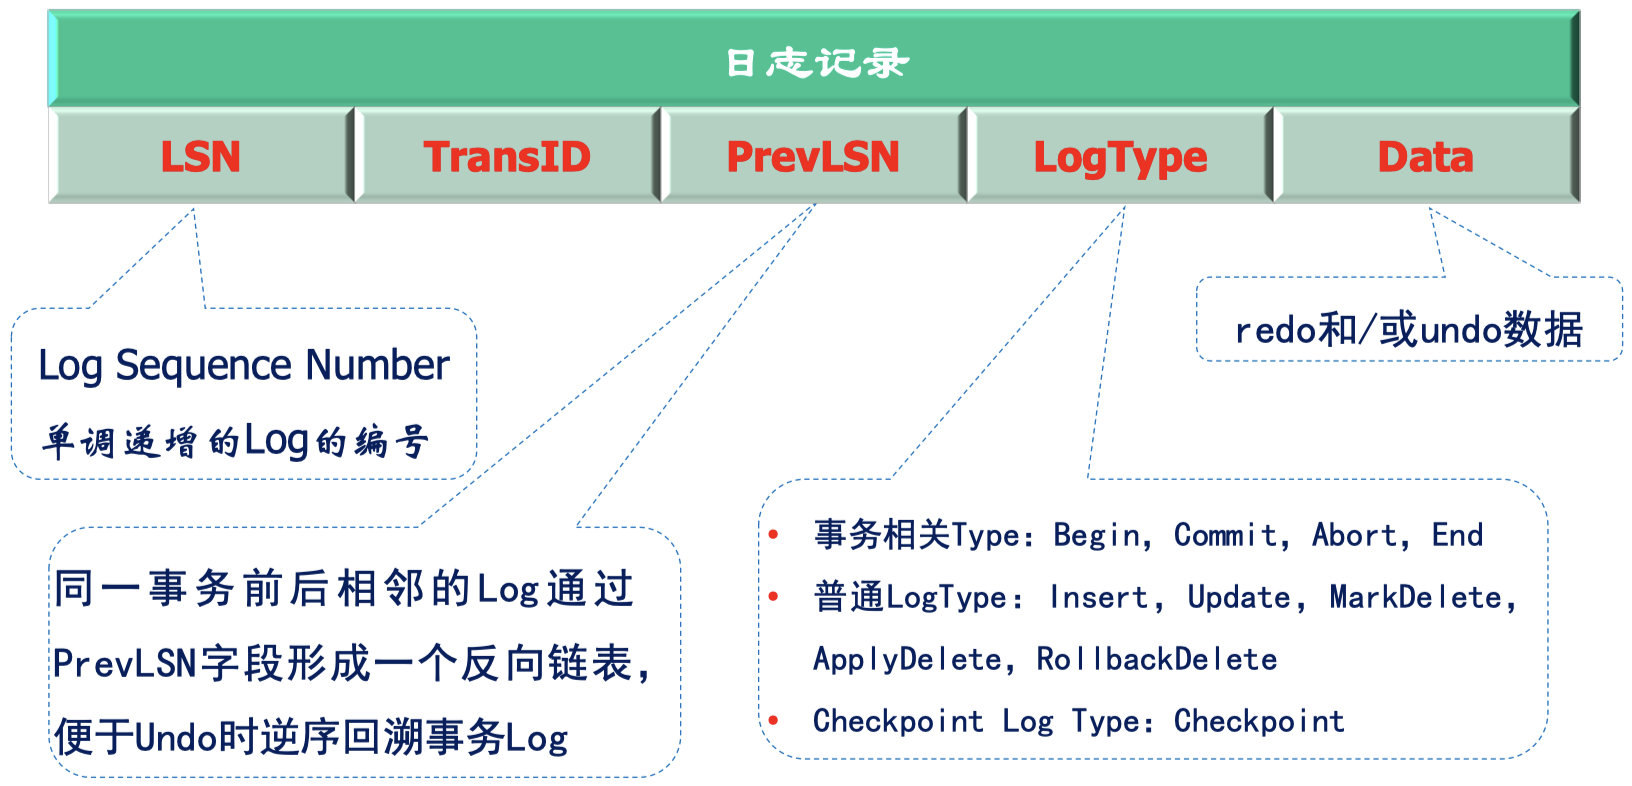 日志记录
LSN
TransID
PrevLSN
LogType
Data
Log Sequence Number
单调递增的Log的编号
同一事务前后相邻的Log通过
PrevLSN字段形成一个反向链表，
便于Undo时逆序回溯事务Log
• 事务相关Type：Begin，Commit，Abort，End
• 普通LogType：Insert，Update，MarkDelete，
ApplyDelete，RollbackDelete
• Checkpoint Log Type：Checkpoint
redo和/或undo数据